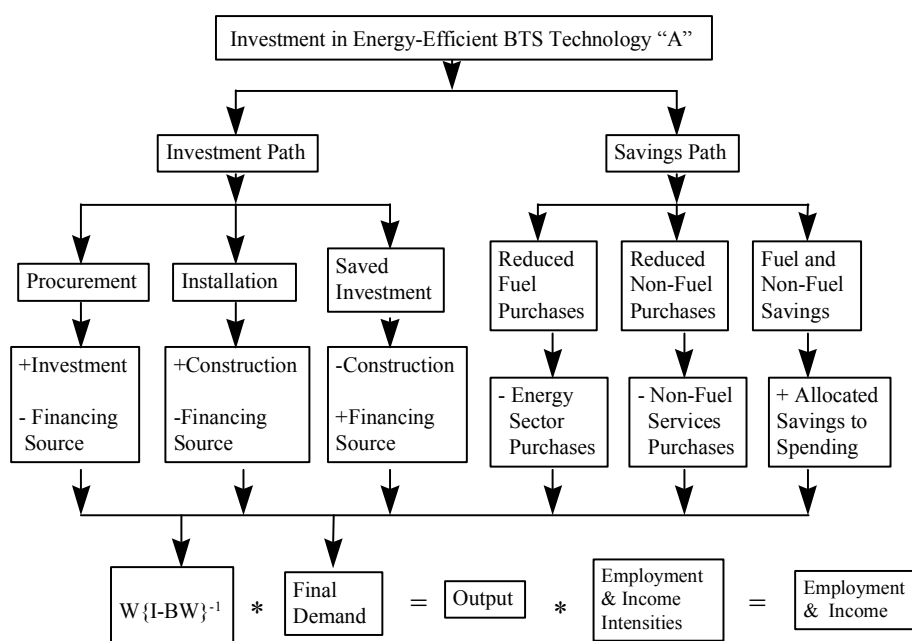 Investment in Energy-Efficient BTS Technology “A”
Investment Path
Savings Path
Procurement
Installation
Saved
Investment
Reduced
Fuel
Purchases
Reduced
Non-Fuel
Purchases
Fuel and
Non-Fuel
Savings
+Investment
- Financing
Source
+Construction
-Financing
Source
-Construction
+Financing
Source
- Energy
Sector
Purchases
- Non-Fuel
Services
Purchases
+ Allocated
Savings to
Spending
W{I-BW}⁻¹ * Final
Demand = Output * Employment
& Income
Intensities = Employment
& Income